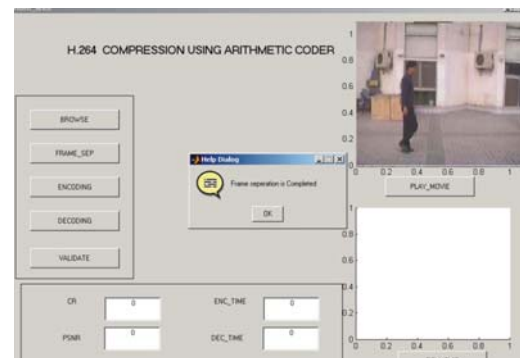 H.264 COMPRESSION USING ARITHMETIC CODER
BROWSE
FRAME_SEP
ENCODING
DECODING
VALIDATE
Help Dialog
Frame seperation is Completed
OK
1
0.8
0.6
0.4
0.2
0
0 0.2 0.4 0.6 0.8 1
PLAY_MOVIE
1
0.8
0.6
0.4
0.2
0
0 0.2 0.4 0.6 0.8 1
CR 0 ENC_TIME 0
PSNR 0 DEC_TIME 0